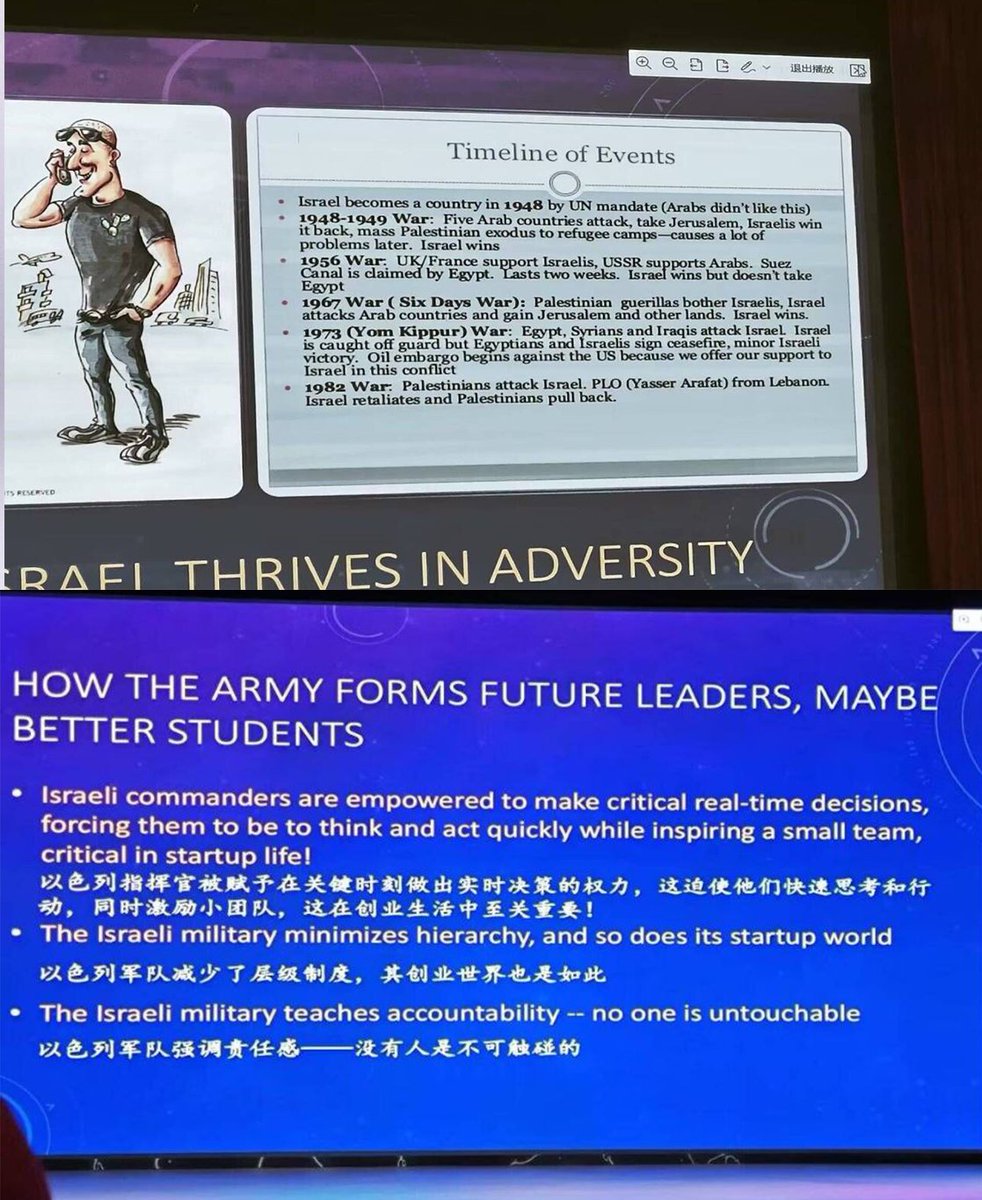 退出播放
Timeline of Events
• Israel becomes a country in 1948 by UN mandate (Arabs didn't like this)
• 1948-1949 War: Five Arab countries attack, take Jerusalem, Israelis win
it back, mass Palestinian exodus to refugee camps—causes a lot of
problems later. Israel wins
• 1956 War: UK/France support Israelis, USSR supports Arabs. Suez
Canal is claimed by Egypt. Lasts two weeks. Israel wins but doesn't take
Egypt
• 1967 War ( Six Days War): Palestinian guerillas bother Israelis, Israel
attacks Arab countries and gain Jerusalem and other lands. Israel wins.
• 1973 (Yom Kippur) War: Egypt, Syrians and Iraqis attack Israel. Israel
is caught off guard but Egyptians and Israelis sign ceasefire, minor Israeli
victory. Oil embargo begins against the US because we offer our support to
Israel in this conflict
• 1982 War: Palestinians attack Israel. PLO (Yasser Arafat) from Lebanon.
Israel retaliates and Palestinians pull back.
RESERVED
SRAEL THRIVES IN ADVERSITY
HOW THE ARMY FORMS FUTURE LEADERS, MAYBE
BETTER STUDENTS
• Israeli commanders are empowered to make critical real-time decisions,
forcing them to be to think and act quickly while inspiring a small team,
critical in startup life!
以色列指挥官被赋予在关键时刻做出实时决策的权力，这迫使他们快速思考和行
动，同时激励小团队，这在创业生活中至关重要！
• The Israeli military minimizes hierarchy, and so does its startup world
以色列军队减少了层级制度，其创业世界也是如此
• The Israeli military teaches accountability -- no one is untouchable
以色列军队强调责任感——没有人是不可触碰的